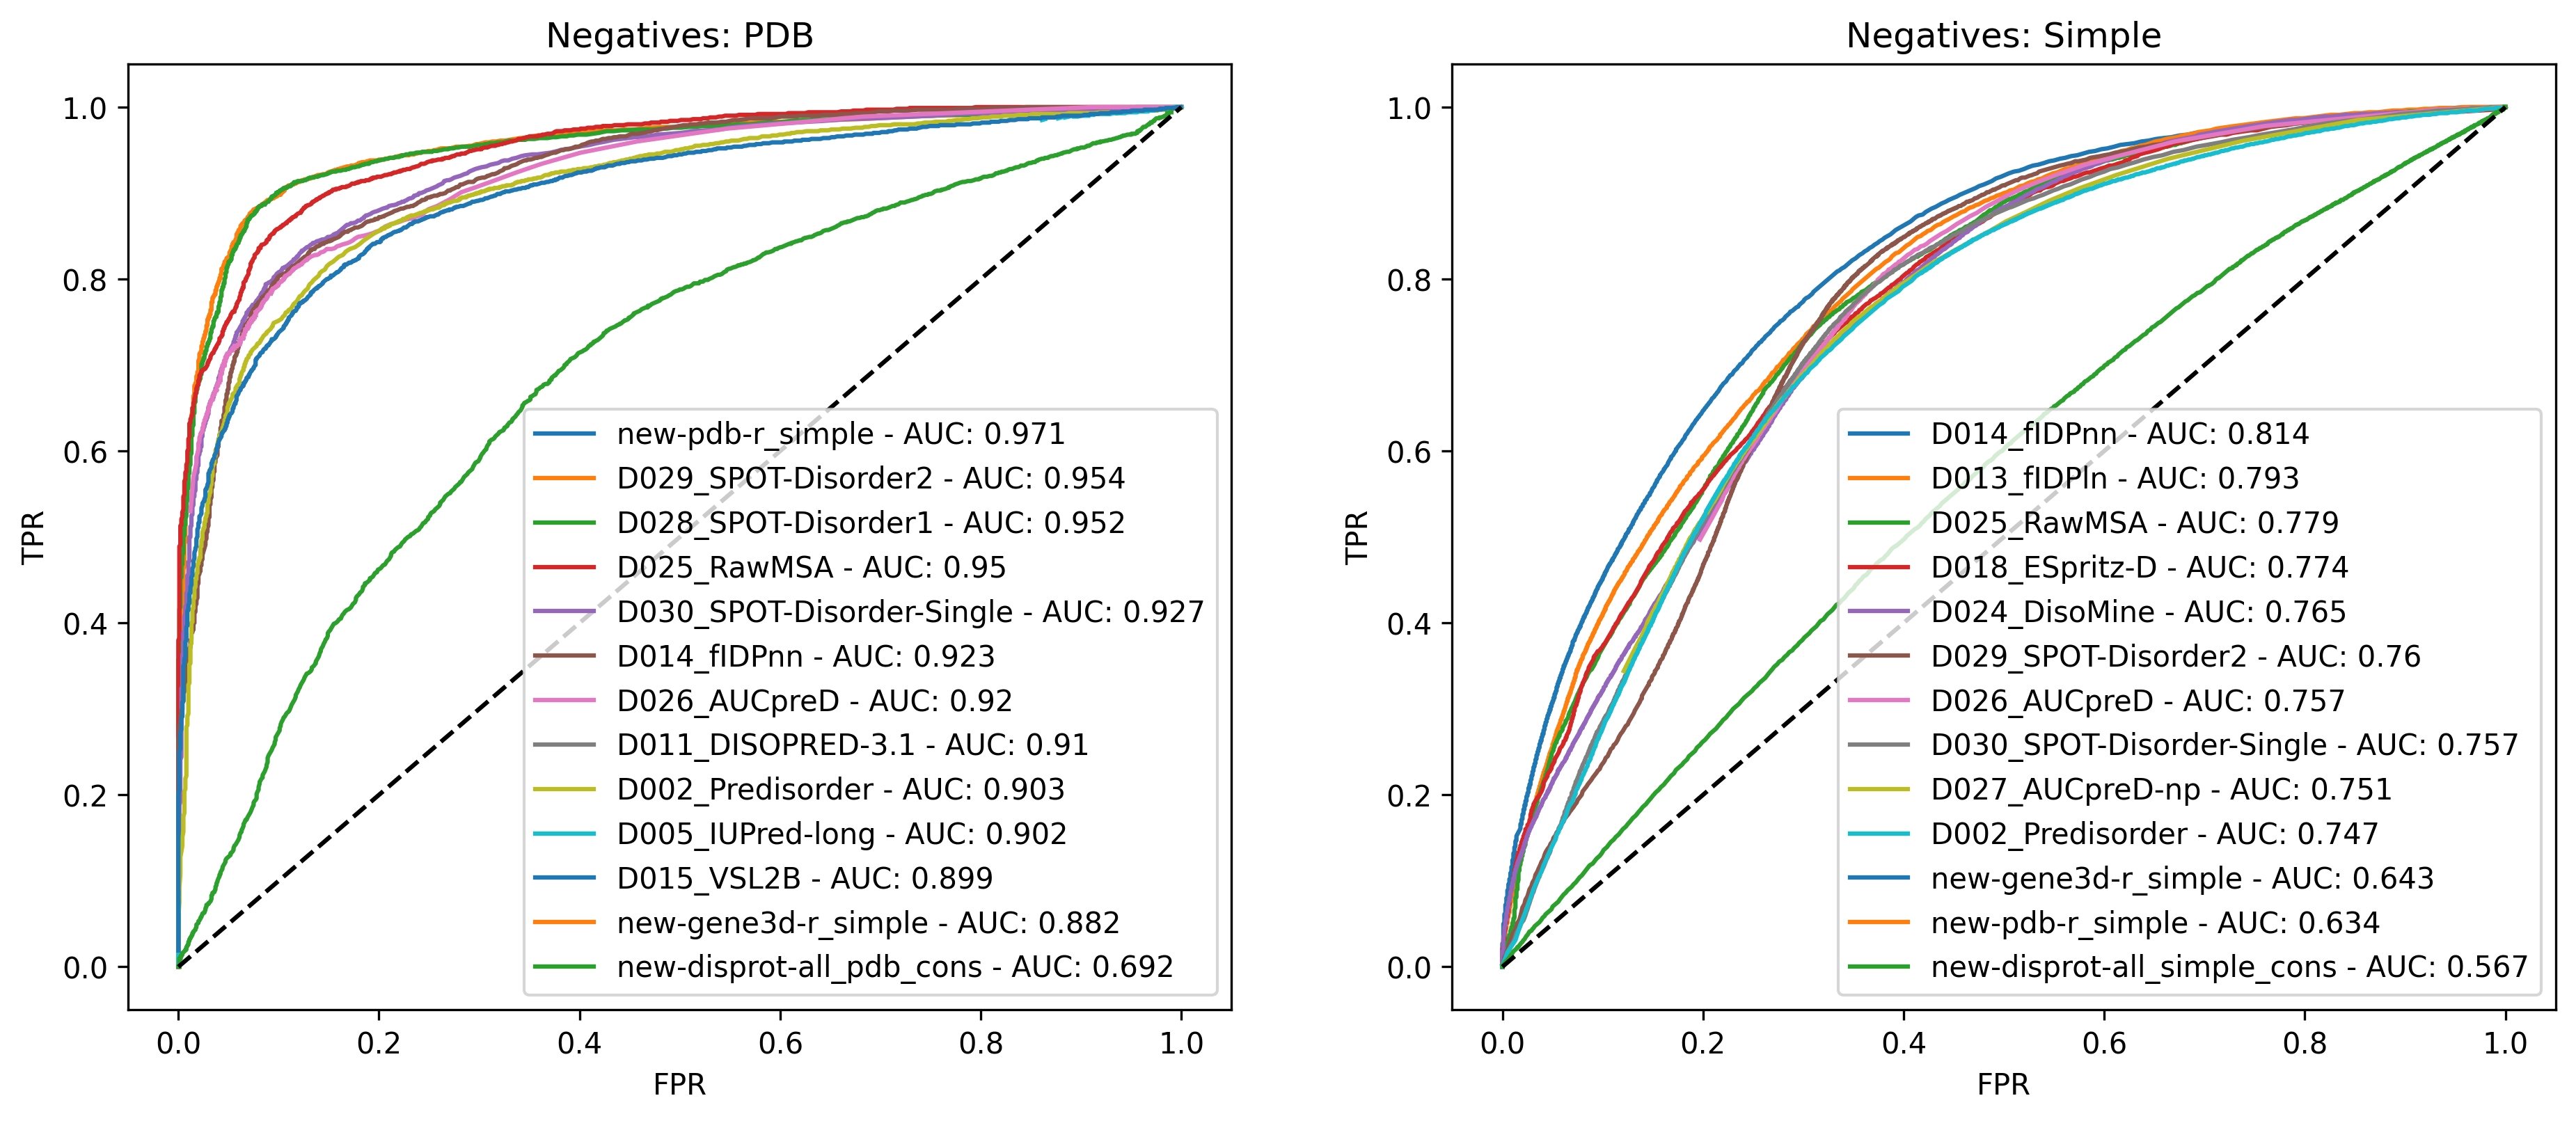 Negatives: PDB
1.0
0.8
0.6
0.4
0.2
0.0
TPR
0.0 0.2 0.4 0.6 0.8 1.0
FPR
new-pdb-r_simple - AUC: 0.971
D029_SPOT-Disorder2 - AUC: 0.954
D028_SPOT-Disorder1 - AUC: 0.952
D025_RawMSA - AUC: 0.95
D030_SPOT-Disorder-Single - AUC: 0.927
D014_fIDPnn - AUC: 0.923
D026_AUCpreD - AUC: 0.92
D011_DISOPRED-3.1 - AUC: 0.91
D002_Predisorder - AUC: 0.903
D005_IUPred-long - AUC: 0.902
D015_VSL2B - AUC: 0.899
new-gene3d-r_simple - AUC: 0.882
new-disprot-all_pdb_cons - AUC: 0.692
Negatives: Simple
1.0
0.8
0.6
0.4
0.2
0.0
TPR
0.0 0.2 0.4 0.6 0.8 1.0
FPR
D014_fIDPnn - AUC: 0.814
D013_fIDPln - AUC: 0.793
D025_RawMSA - AUC: 0.779
D018_ESpritz-D - AUC: 0.774
D024_DisoMine - AUC: 0.765
D029_SPOT-Disorder2 - AUC: 0.76
D026_AUCpreD - AUC: 0.757
D030_SPOT-Disorder-Single - AUC: 0.757
D027_AUCpreD-np - AUC: 0.751
D002_Predisorder - AUC: 0.747
new-gene3d-r_simple - AUC: 0.643
new-pdb-r_simple - AUC: 0.634
new-disprot-all_simple_cons - AUC: 0.567